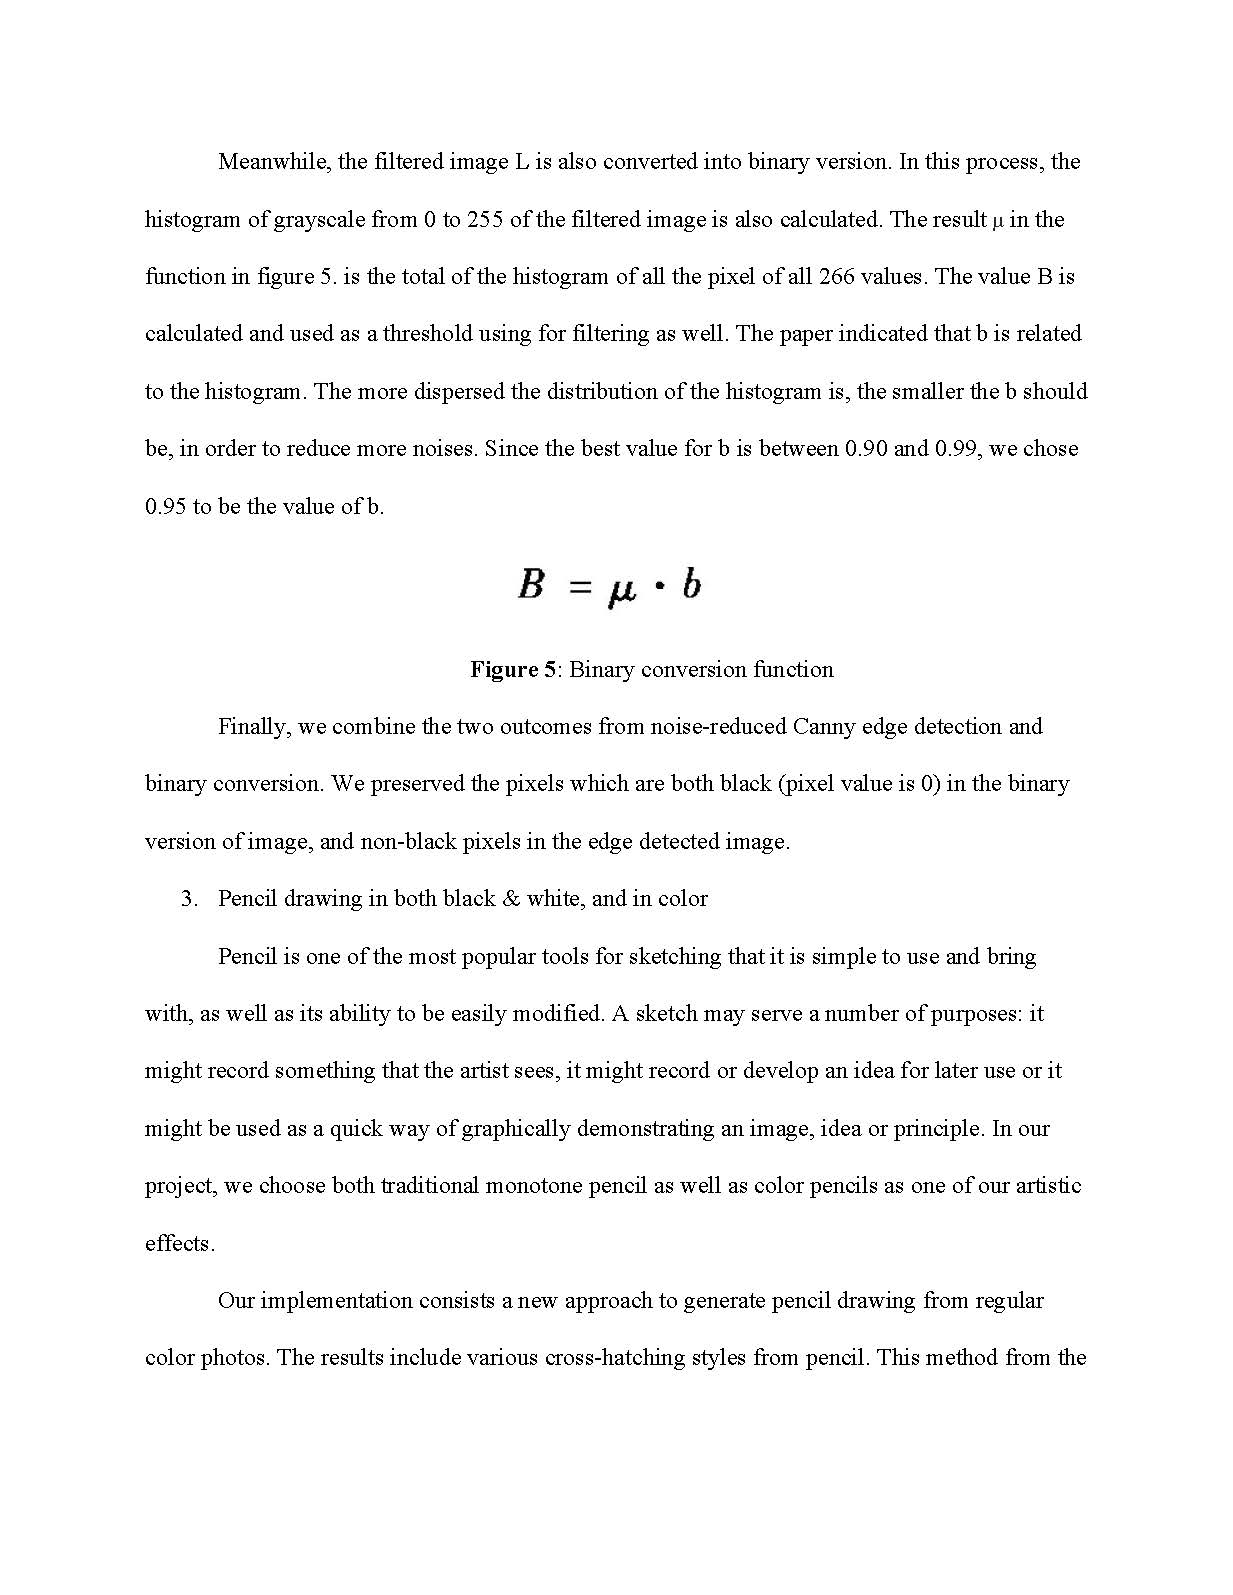 Meanwhile, the filtered image L is also converted into binary version. In this process, the
histogram of grayscale from 0 to 255 of the filtered image is also calculated. The result μ in the
function in figure 5. is the total of the histogram of all the pixel of all 266 values. The value B is
calculated and used as a threshold using for filtering as well. The paper indicated that b is related
to the histogram. The more dispersed the distribution of the histogram is, the smaller the b should
be, in order to reduce more noises. Since the best value for b is between 0.90 and 0.99, we chose
0.95 to be the value of b.
B = μ · b
Figure 5: Binary conversion function
Finally, we combine the two outcomes from noise-reduced Canny edge detection and
binary conversion. We preserved the pixels which are both black (pixel value is 0) in the binary
version of image, and non-black pixels in the edge detected image.
3. Pencil drawing in both black & white, and in color
Pencil is one of the most popular tools for sketching that it is simple to use and bring
with, as well as its ability to be easily modified. A sketch may serve a number of purposes: it
might record something that the artist sees, it might record or develop an idea for later use or it
might be used as a quick way of graphically demonstrating an image, idea or principle. In our
project, we choose both traditional monotone pencil as well as color pencils as one of our artistic
effects.
Our implementation consists a new approach to generate pencil drawing from regular
color photos. The results include various cross-hatching styles from pencil. This method from the